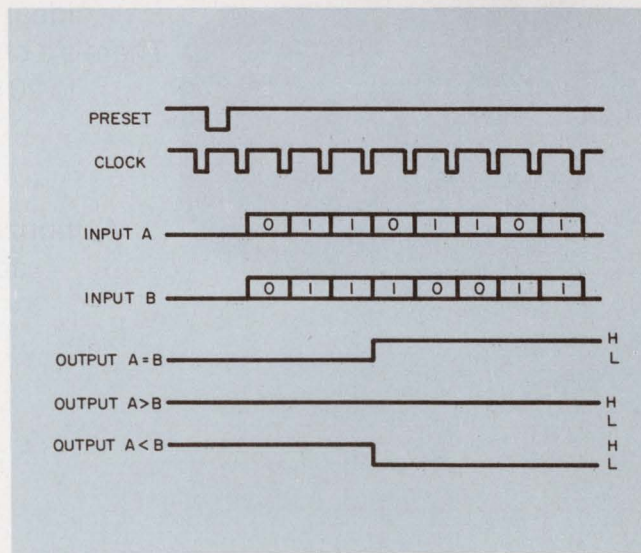 PRESET
CLOCK
INPUT A 0 1 1 0 1 1 0 1
INPUT B 0 1 1 1 0 0 1 1
H
OUTPUT A=B L
OUTPUT A>B H
L
OUTPUT A<B H
L